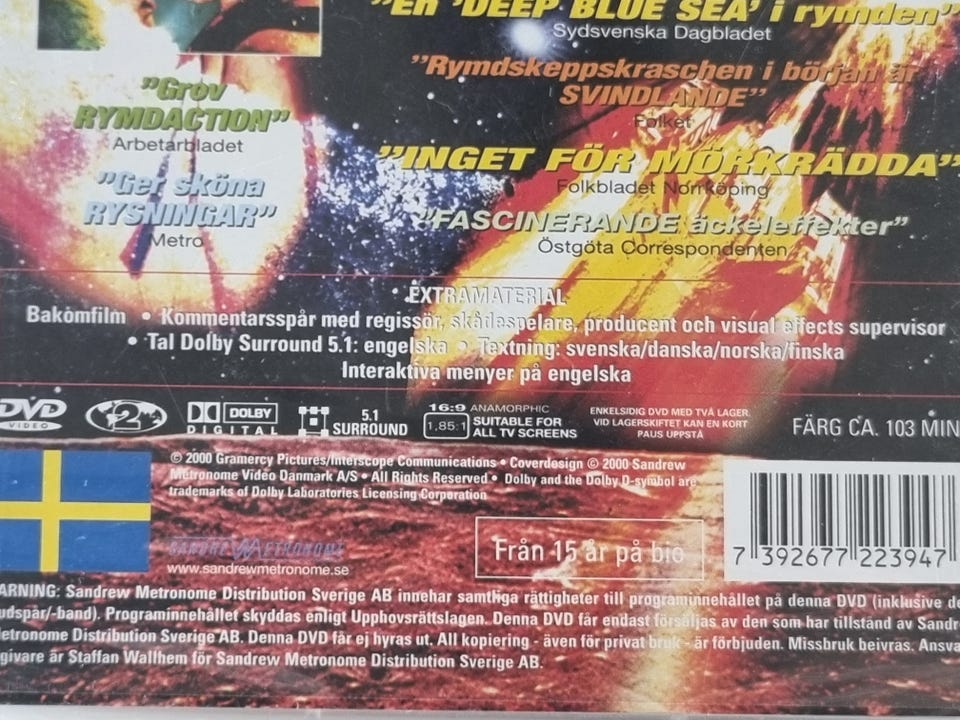 "En 'DEEP BLUE SEA' i rymden"
Sydsvenska Dagbladet
"Rymdskeppskraschen i början är
SVINDLANDE"
Folket
"Grov
RYMDACTION"
Arbetarbladet
"INGET FÖR MÖRKRÄDDA"
Folkbladet Norrköping
"Ger sköna
RYSNINGAR"
Metro
"FASCINERANDE äckeleffekter"
Östgöta Correspondenten
• EXTRAMATERIAL
Bakomfilm • Kommentarsspår med regissör, skådespelare, producent och visual effects supervisor
• Tal Dolby Surround 5.1: engelska • Textning: svenska/danska/norska/finska
Interaktiva menyer på engelska
DVD VIDEO
2
DOLBY DIGITAL
5.1 SURROUND
16:9 ANAMORPHIC
1,85:1 SUITABLE FOR
ALL TV SCREENS
ENKELSIDIG DVD MED TVÅ LAGER.
VID LAGERSKIFTET KAN EN KORT
PAUS UPPSTÅ
FÄRG CA. 103 MIN
© 2000 Gramercy Pictures/Interscope Communications • Coverdesign © 2000 Sandrew
Metronome Video Danmark A/S • All Rights Reserved • Dolby and the Dolby D-symbol are
trademarks of Dolby Laboratories Licensing Corporation
SANDREW METRONOME
www.sandrewmetronome.se
Från 15 år på bio
7 392677 223947
ARNING: Sandrew Metronome Distribution Sverige AB innehar samtliga rättigheter till programinnehållet på denna DVD (inklusive de
udspår/-band). Programinnehållet skyddas enligt Upphovsrättslagen. Denna DVD får endast försäljas av den som har tillstånd av Sandr
etronome Distribution Sverige AB. Denna DVD får ej hyras ut. All kopiering - även för privat bruk - är förbjuden. Missbruk beivras. Ansva
givare är Staffan Wallhem för Sandrew Metronome Distribution Sverige AB.